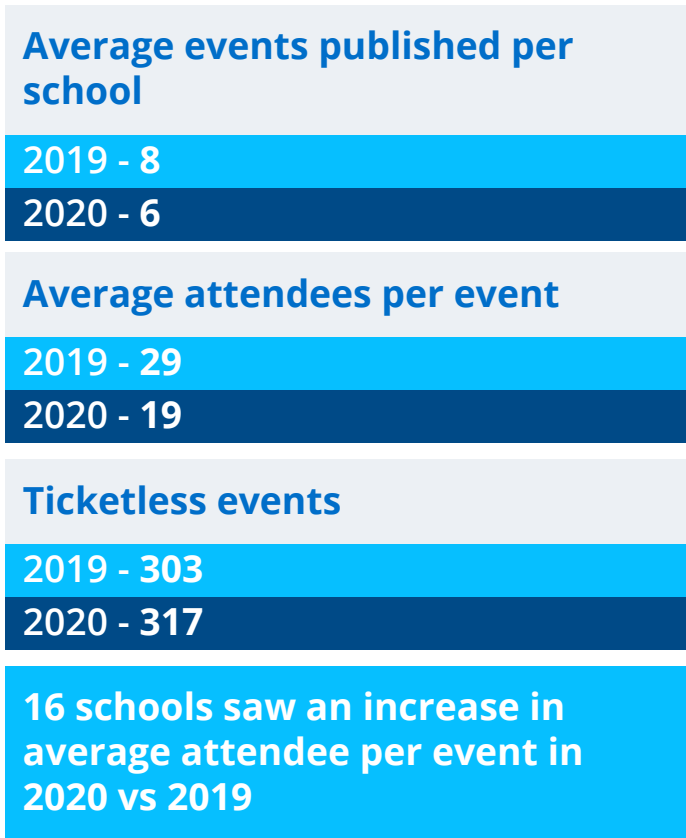 Average events published per
school
2019 - 8
2020 - 6
Average attendees per event
2019 - 29
2020 - 19
Ticketless events
2019 - 303
2020 - 317
16 schools saw an increase in
average attendee per event in
2020 vs 2019